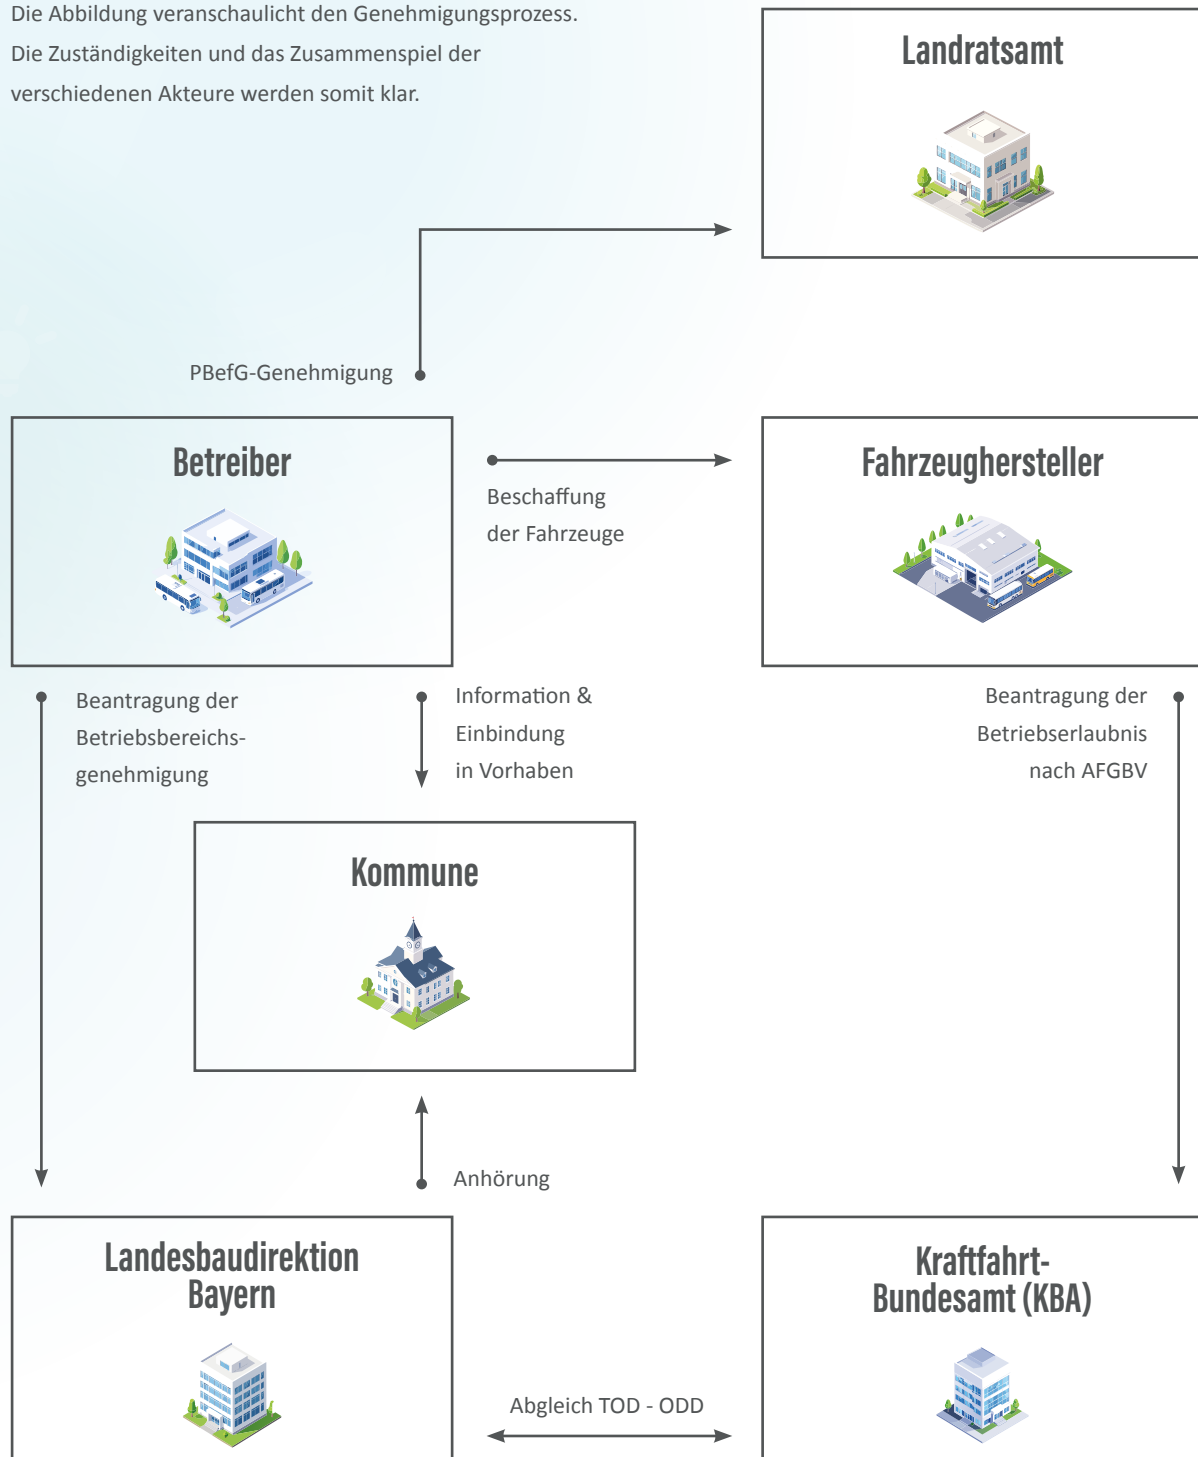 Die Abbildung veranschaulicht den Genehmigungsprozess.
Die Zuständigkeiten und das Zusammenspiel der
verschiedenen Akteure werden somit klar.
Landratsamt
PBefG-Genehmigung
Betreiber
Beschaffung
der Fahrzeuge
Fahrzeughersteller
Beantragung der
Betriebsbereichs-
genehmigung
Information &
Einbindung
in Vorhaben
Beantragung der
Betriebserlaubnis
nach AFGBV
Kommune
Anhörung
Landesbaudirektion
Bayern
Abgleich TOD - ODD
Kraftfahrt-
Bundesamt (KBA)